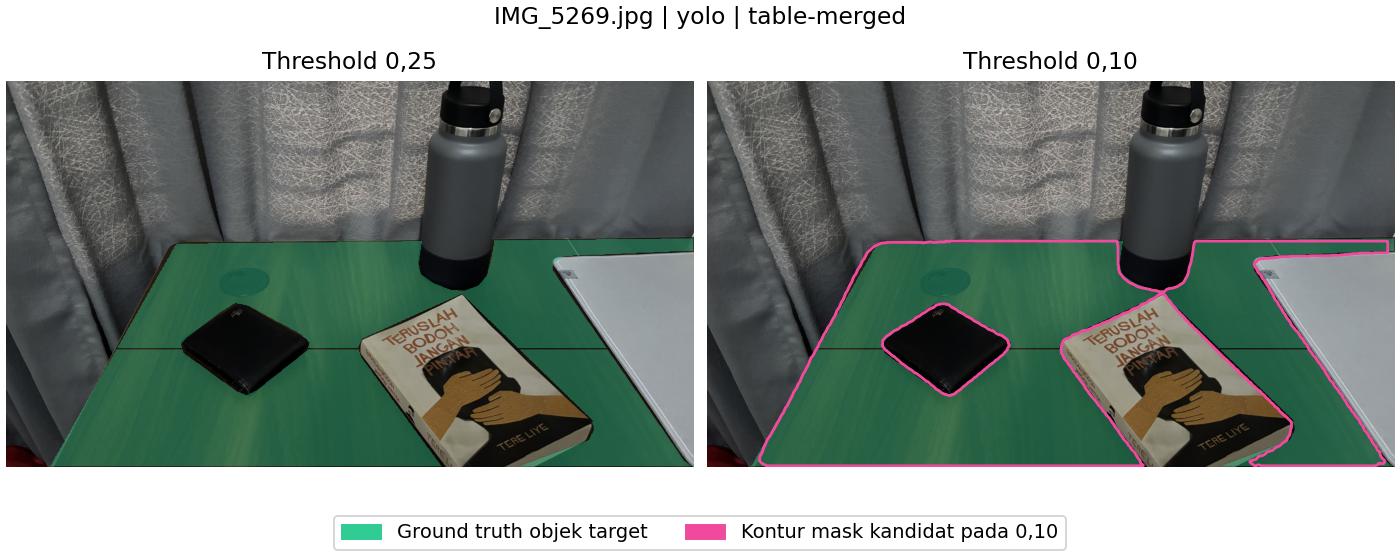 IMG_5269.jpg | yolo | table-merged
Threshold 0,25
Threshold 0,10
TERUSLAH
BODOH
JANGAN
PINTAR
TERE LIYE
TERUSLAH
BODOH
JANGAN
PINTAR
TERE LIYE
Ground truth objek target
Kontur mask kandidat pada 0,10